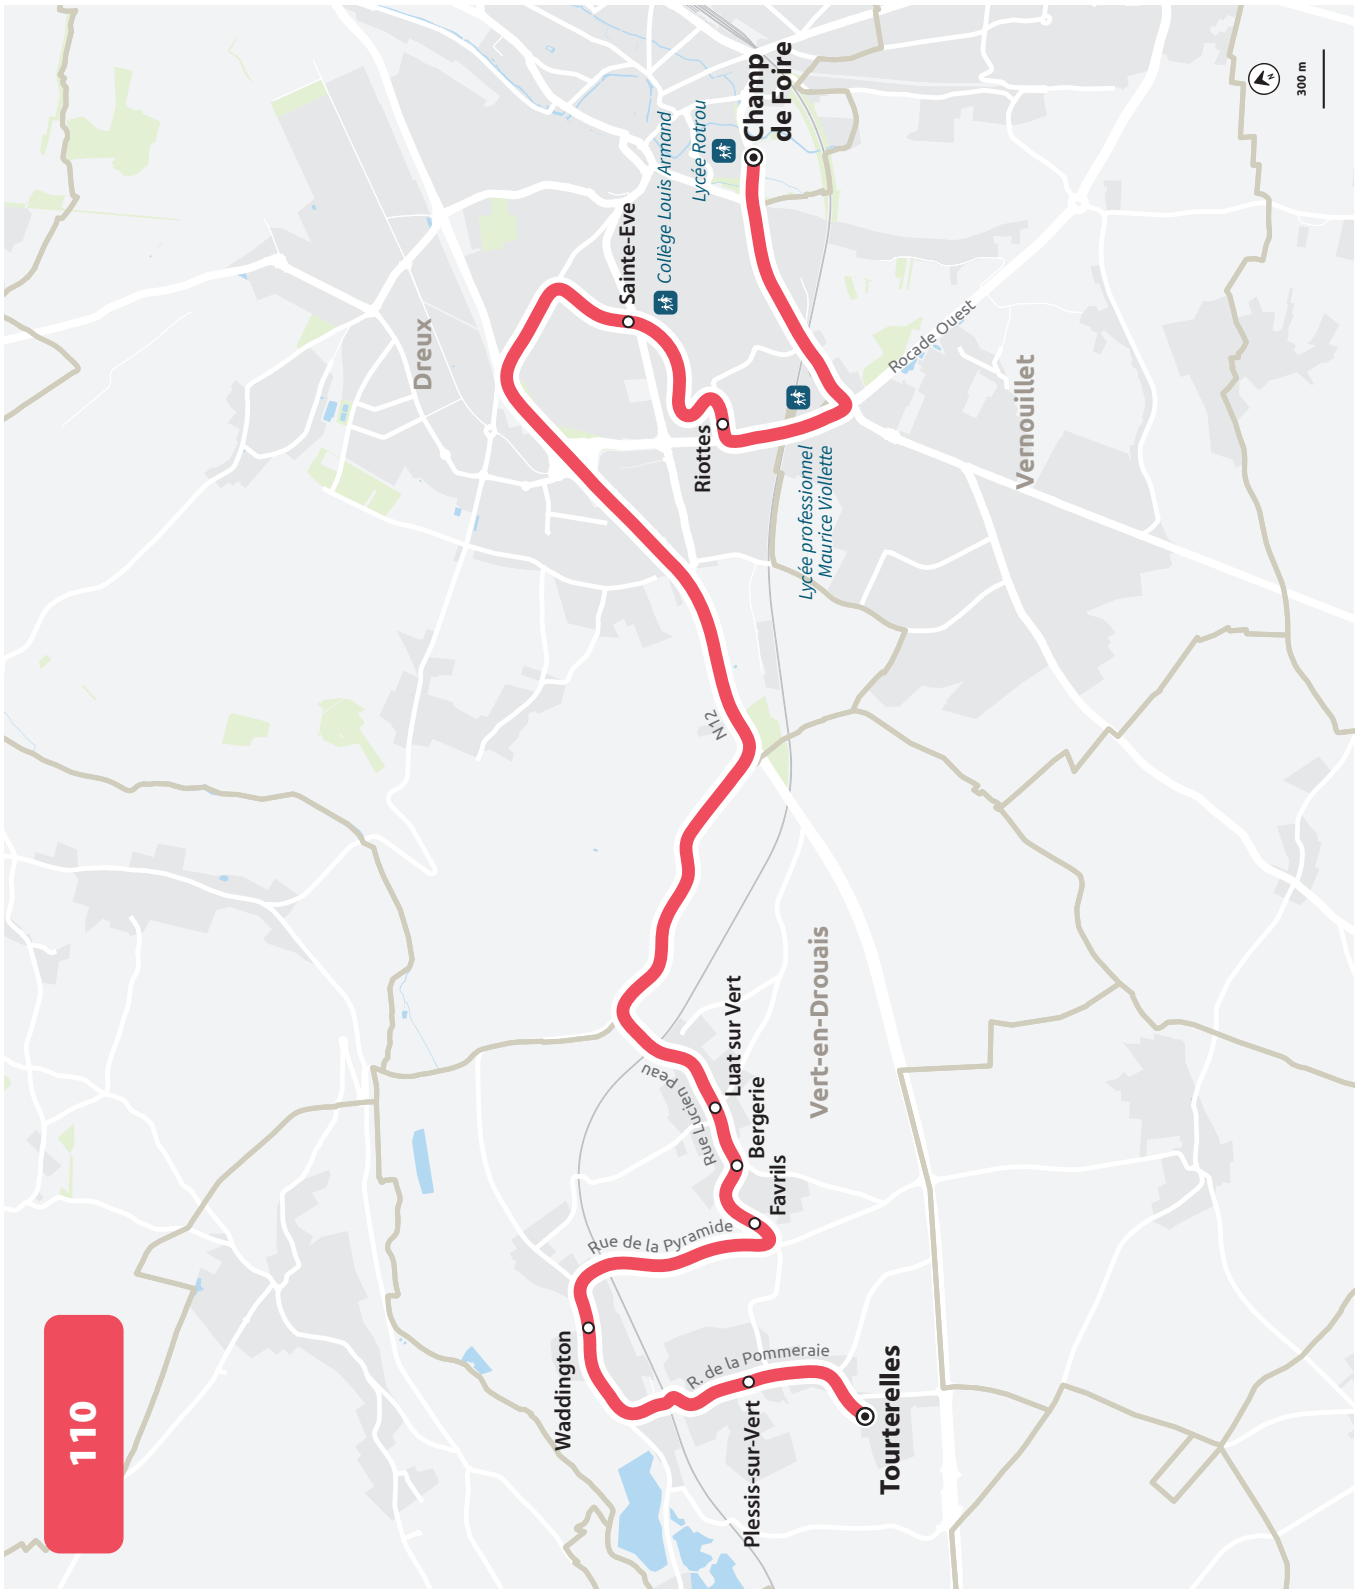 110
Dreux
Sainte-Eve
Collège Louis Armand
Lycée Rotrou
Champ
de Foire
N
300 m
Riottes
Lycée professionnel
Maurice Viollette
Rocade Ouest
Vernouillet
N12
Vert-en-Drouais
Luat sur Vert
Rue Lucien Peau
Bergerie
Favrils
Rue de la Pyramide
Waddington
R. de la Pommeraie
Plessis-sur-Vert
Tourterelles